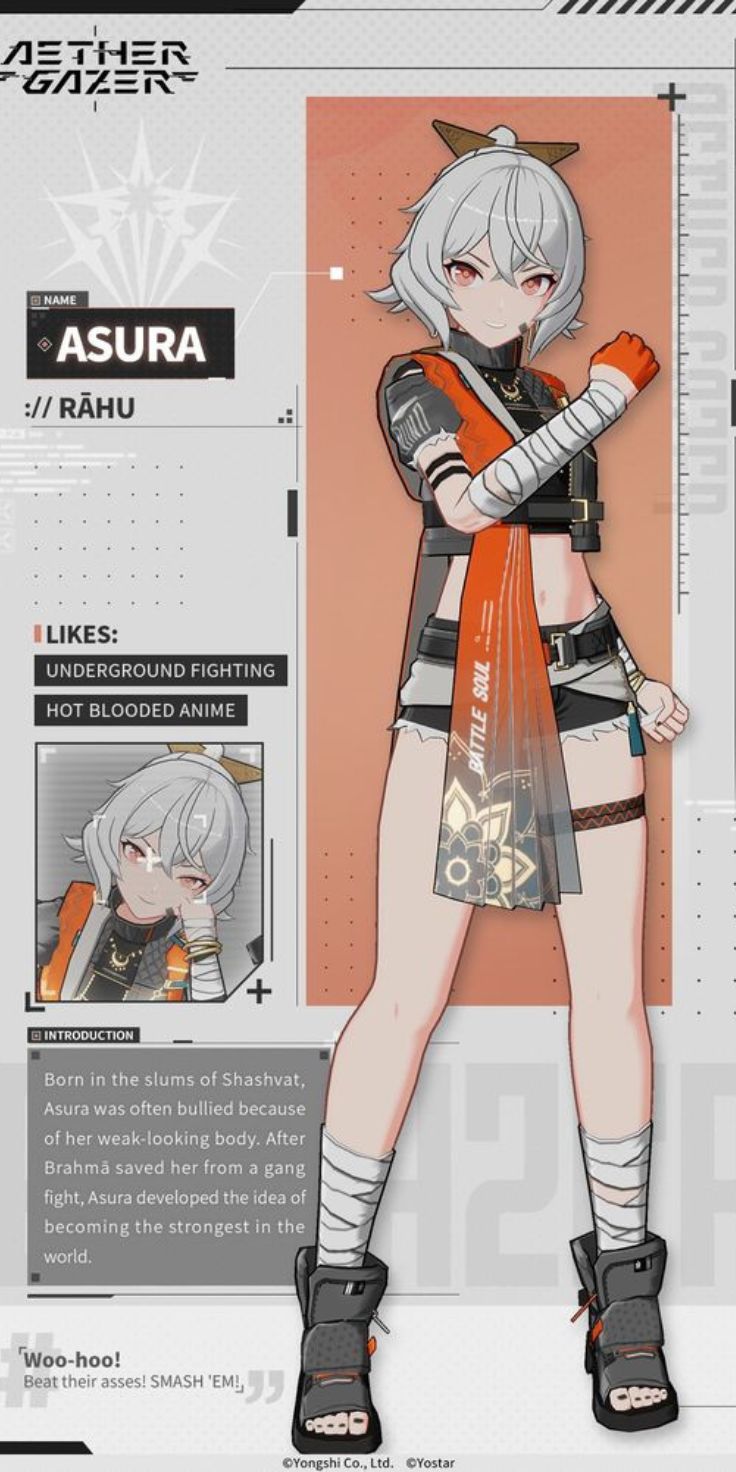 AETHER
GAZER
NAME
ASURA
:// RĀHU
LIKES:
UNDERGROUND FIGHTING
HOT BLOODED ANIME
BATTLE SOUL
INTRODUCTION
Born in the slums of Shashvat,
Asura was often bullied because
of her weak-looking body. After
Brahmā saved her from a gang
fight, Asura developed the idea of
becoming the strongest in the
world.
「Woo-hoo!
Beat their asses! SMASH 'EM!」
©Yongshi Co., Ltd. ©Yostar